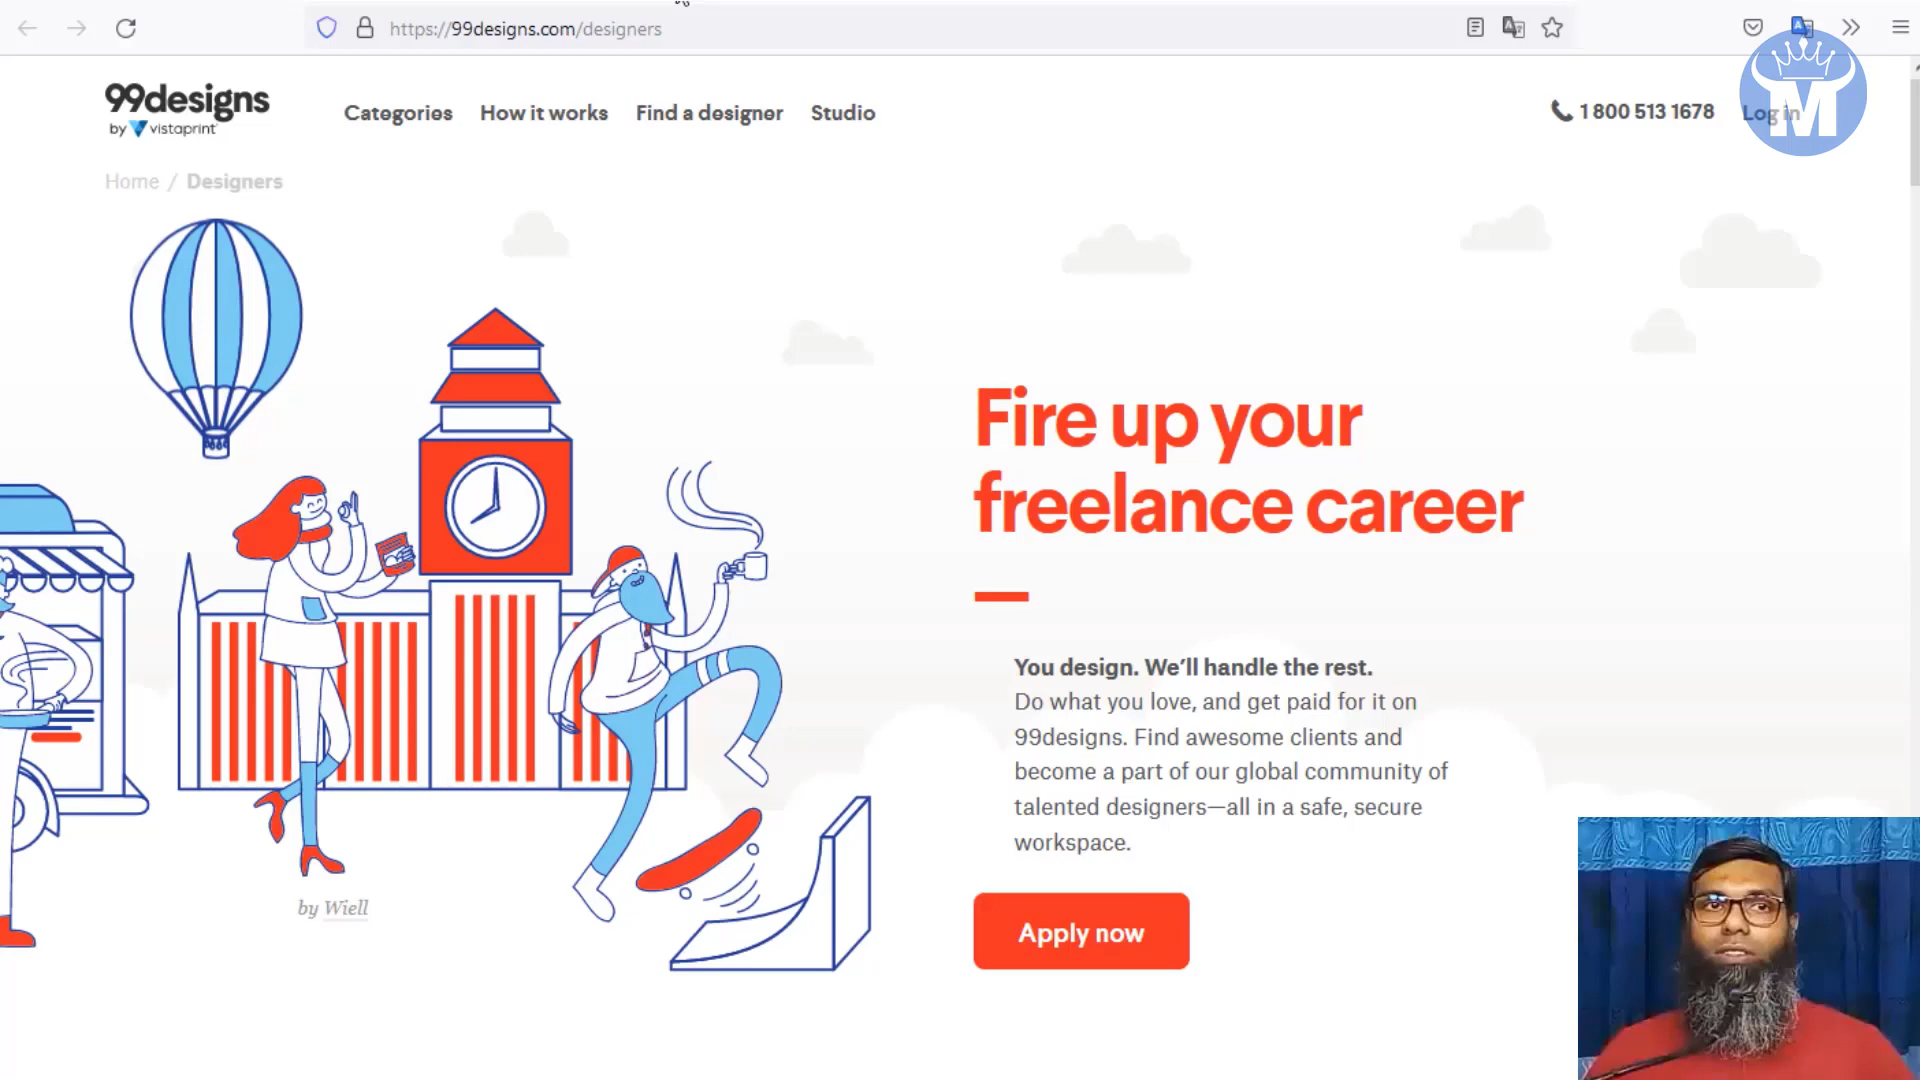 https://99designs.com/designers
99designs
by vistaprint
Categories
How it works
Find a designer
Studio
1 800 513 1678
Log in
M
Home / Designers
Fire up your
freelance career
You design. We’ll handle the rest.
Do what you love, and get paid for it on
99designs. Find awesome clients and
become a part of our global community of
talented designers—all in a safe, secure
workspace.
by Wiell
Apply now